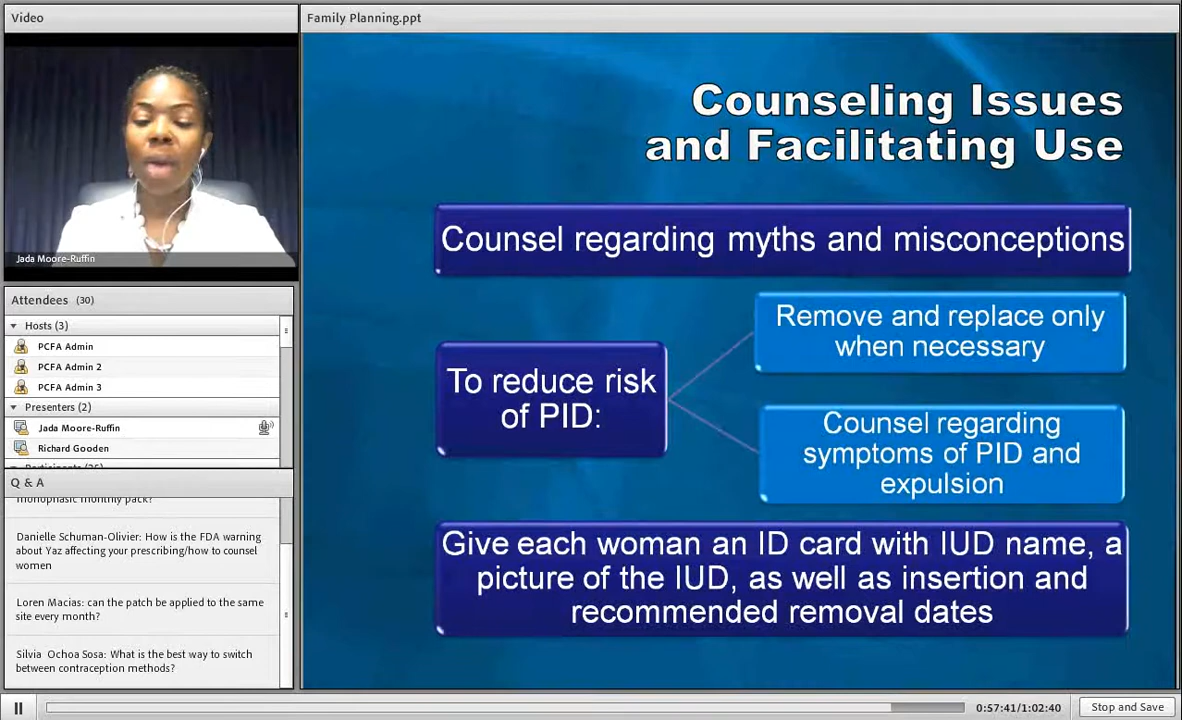 Video
Jada Moore-Ruffin
Attendees (30)
Hosts (3)
PCFA Admin
PCFA Admin 2
PCFA Admin 3
Presenters (2)
Jada Moore-Ruffin
Richard Gooden
Q & A
monophasic monthly pack?
Danielle Schuman-Olivier: How is the FDA warning
about Yaz affecting your prescribing/how to counsel
women
Loren Macias: can the patch be applied to the same
site every month?
Silvia Ochoa Sosa: What is the best way to switch
between contraception methods?
Family Planning.ppt
Counseling Issues
and Facilitating Use
Counsel regarding myths and misconceptions
To reduce risk
of PID:
Remove and replace only
when necessary
Counsel regarding
symptoms of PID and
expulsion
Give each woman an ID card with IUD name, a
picture of the IUD, as well as insertion and
recommended removal dates
0:57:41/1:02:40
Stop and Save